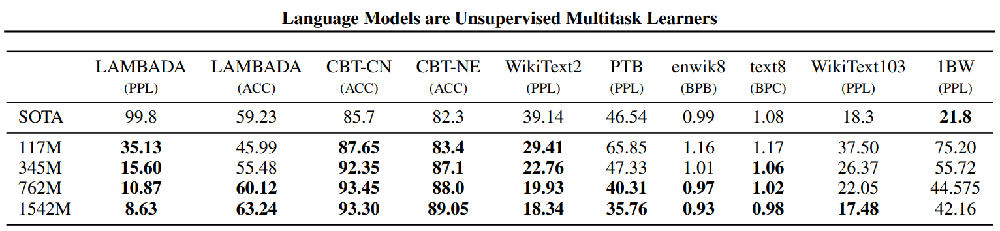 Language Models are Unsupervised Multitask Learners
LAMBADA LAMBADA CBT-CN CBT-NE WikiText2 PTB enwik8 text8 WikiText103 1BW
(PPL) (ACC) (ACC) (ACC) (PPL) (PPL) (BPB) (BPC) (PPL) (PPL)
SOTA 99.8 59.23 85.7 82.3 39.14 46.54 0.99 1.08 18.3 21.8
117M 35.13 45.99 87.65 83.4 29.41 65.85 1.16 1.17 37.50 75.20
345M 15.60 55.48 92.35 87.1 22.76 47.33 1.01 1.06 26.37 55.72
762M 10.87 60.12 93.45 88.0 19.93 40.31 0.97 1.02 22.05 44.575
1542M 8.63 63.24 93.30 89.05 18.34 35.76 0.93 0.98 17.48 42.16